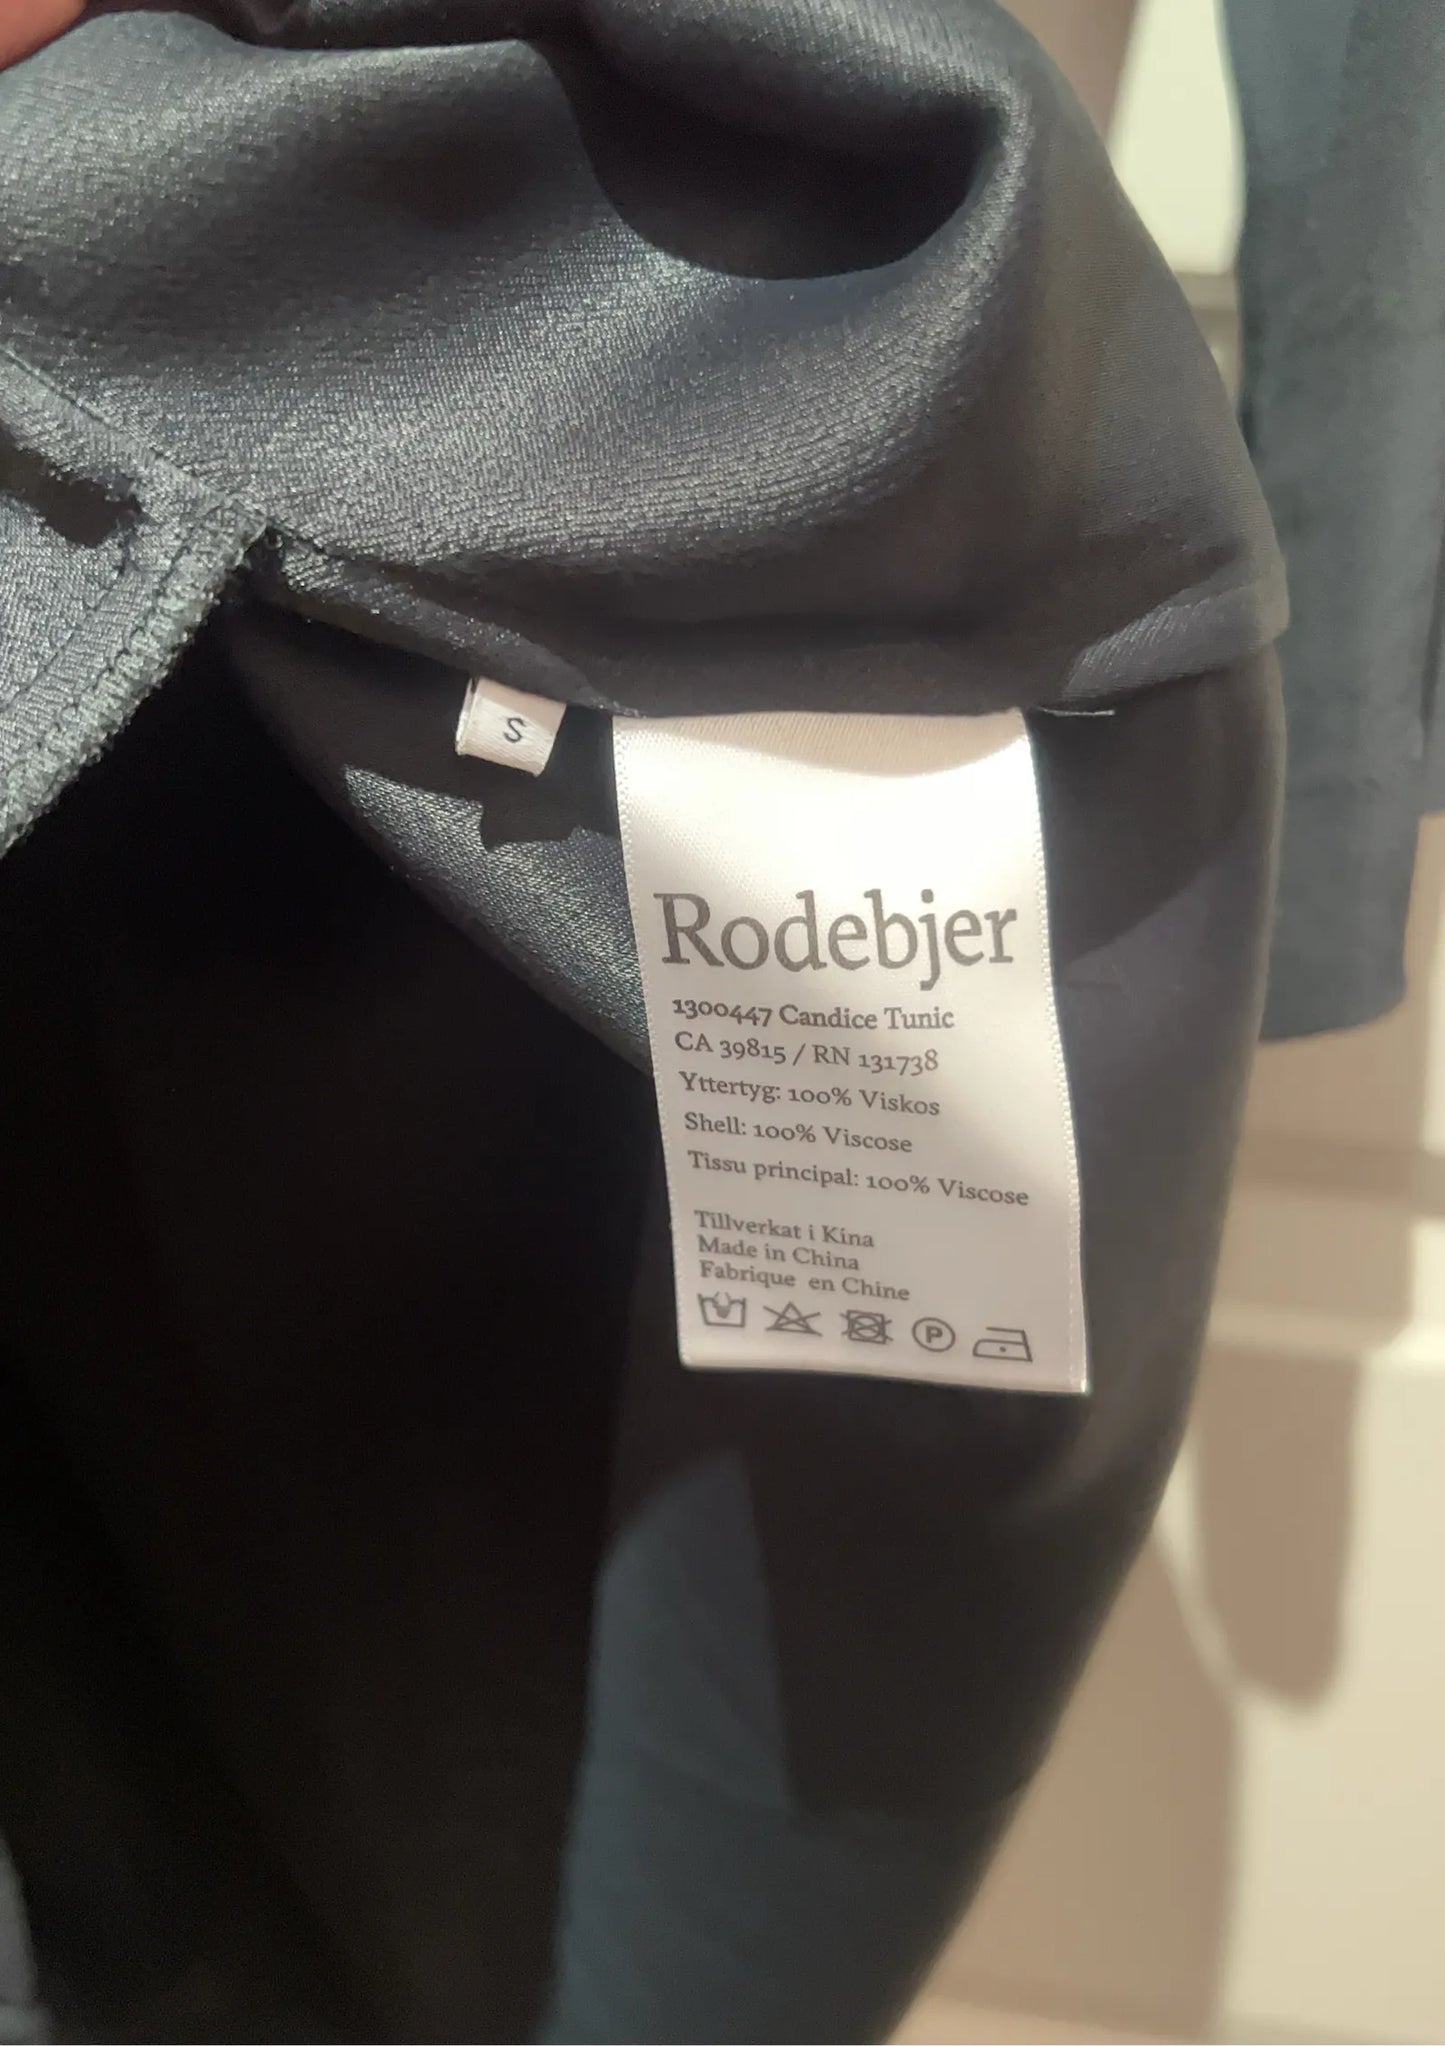 S
Rodebjer
1300447 Candice Tunic
CA 39815 / RN 131738
Yttertyg: 100% Viskos
Shell: 100% Viscose
Tissu principal: 100% Viscose
Tillverkat i Kina
Made in China
Fabrique en Chine
P